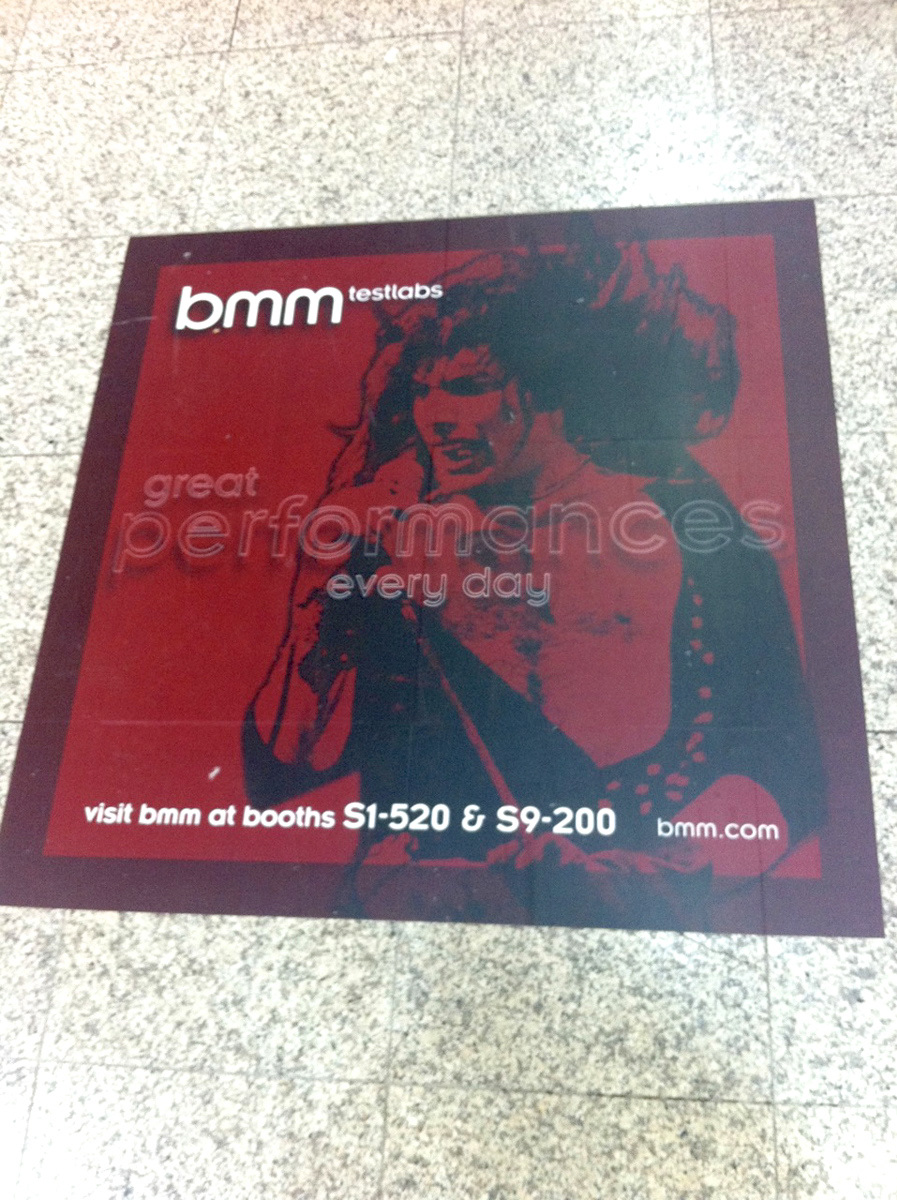 bmm testlabs
great
performances
every day
visit bmm at booths S1-520 & S9-200
bmm.com